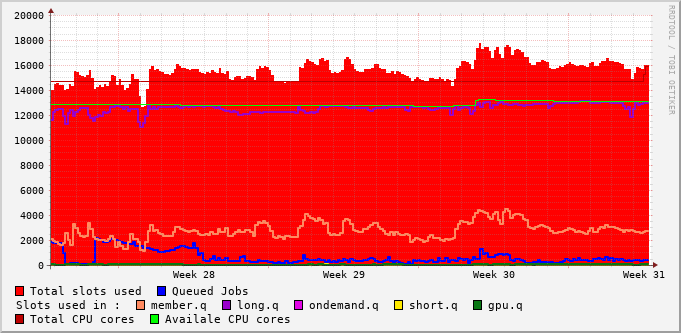 20000
18000
16000
14000
12000
10000
8000
6000
4000
2000
0
Week 28 Week 29 Week 30 Week 31
RRDTOOL / TOBI OETIKER
Total slots used Queued Jobs
Slots used in : member.q long.q ondemand.q short.q gpu.q
Total CPU cores Availale CPU cores